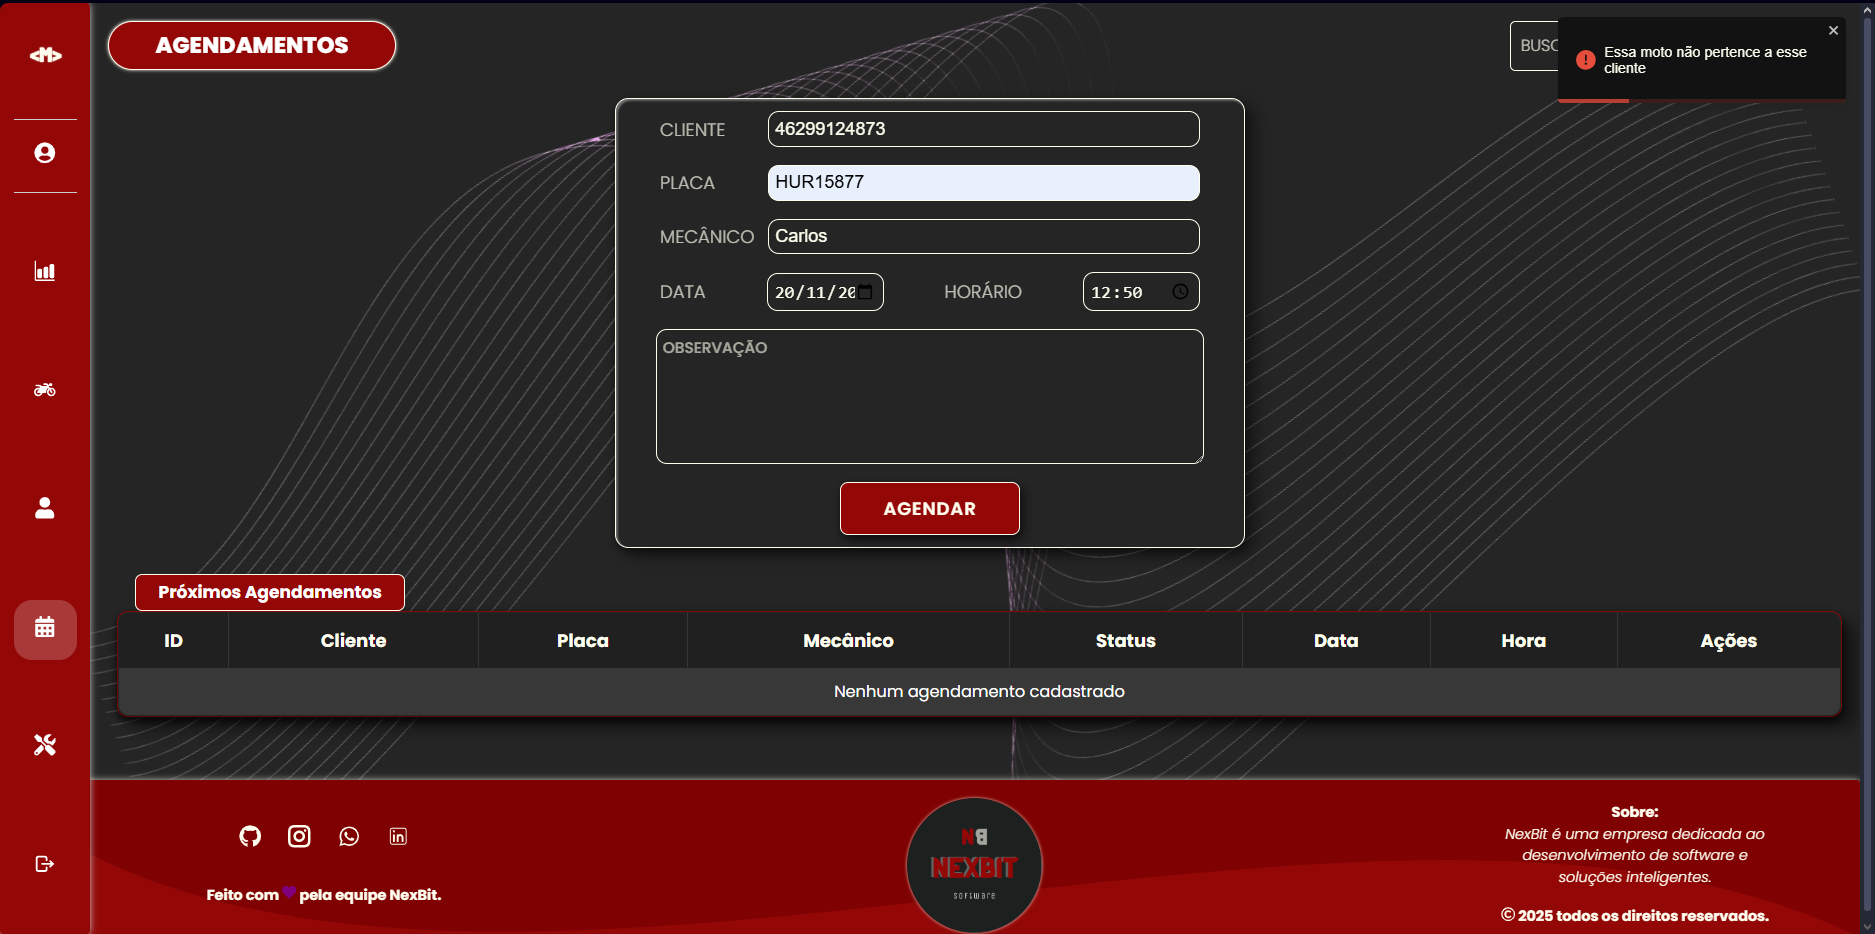 <M>
AGENDAMENTOS
BUSC
Essa moto não pertence a esse
cliente
CLIENTE 46299124873
PLACA HUR15877
MECÂNICO Carlos
DATA 20/11/20 HORÁRIO 12:50
OBSERVAÇÃO
AGENDAR
Próximos Agendamentos
ID Cliente Placa Mecânico Status Data Hora Ações
Nenhum agendamento cadastrado
Feito com 💜 pela equipe NexBit.
NB
NEXBIT
software
Sobre:
NexBit é uma empresa dedicada ao
desenvolvimento de software e
soluções inteligentes.
© 2025 todos os direitos reservados.